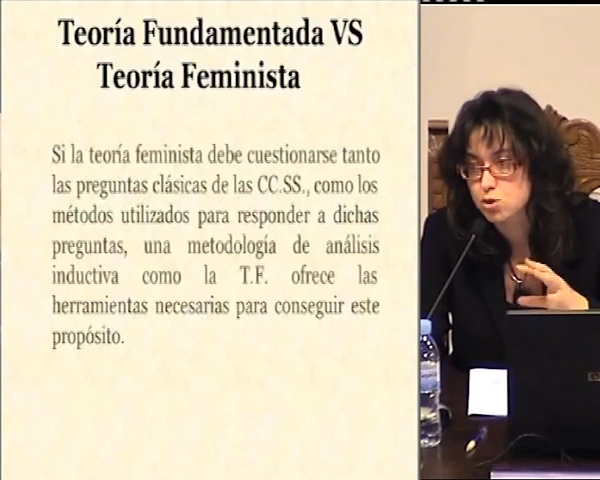 Teoría Fundamentada VS
Teoría Feminista
Si la teoría feminista debe cuestionarse tanto
las preguntas clásicas de las CC.SS., como los
métodos utilizados para responder a dichas
preguntas, una metodología de análisis
inductiva como la T.F. ofrece las
herramientas necesarias para conseguir este
propósito.